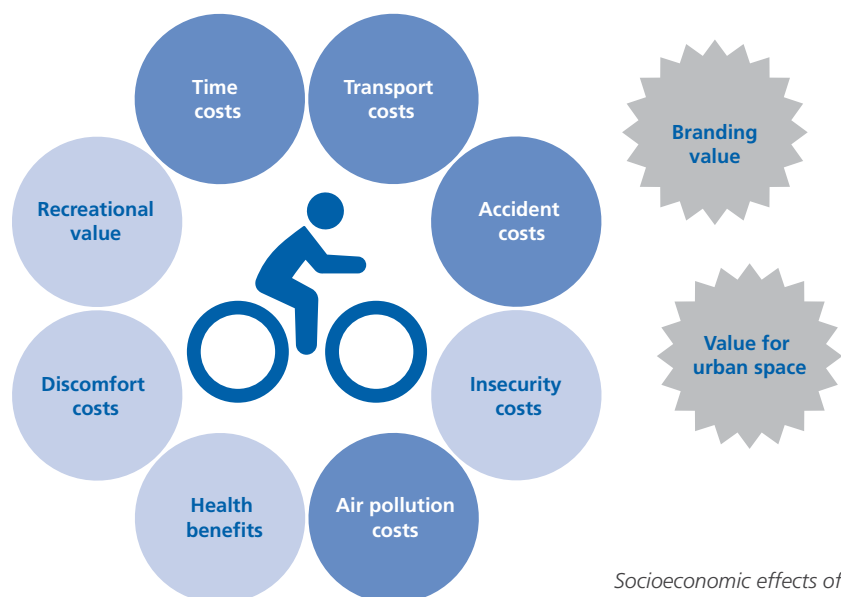 Time
costs
Transport
costs
Branding
value
Recreational
value
Accident
costs
Value for
urban space
Discomfort
costs
Insecurity
costs
Health
benefits
Air pollution
costs
Socioeconomic effects of